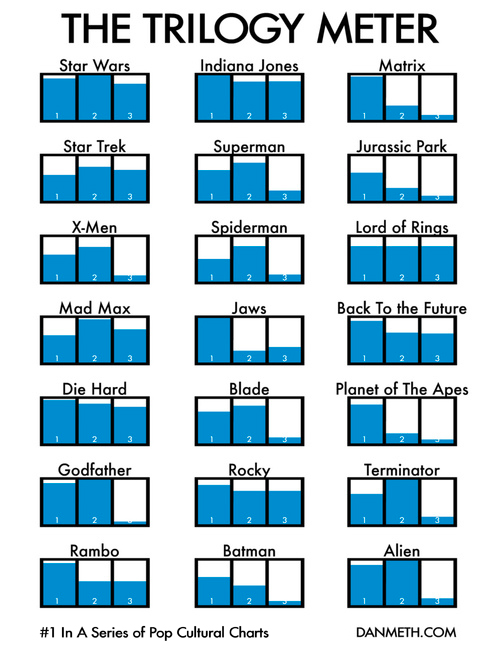 THE TRILOGY METER
Star Wars Indiana Jones Matrix
1 2 3 1 2 3 1 2 3
Star Trek Superman Jurassic Park
1 2 3 1 2 3 1 2 3
X-Men Spiderman Lord of Rings
1 2 3 1 2 3 1 2 3
Mad Max Jaws Back To the Future
1 2 3 1 2 3 1 2 3
Die Hard Blade Planet of The Apes
1 2 3 1 2 3 1 2 3
Godfather Rocky Terminator
1 2 3 1 2 3 1 2 3
Rambo Batman Alien
1 2 3 1 2 3 1 2 3
#1 In A Series of Pop Cultural Charts DANMETH.COM